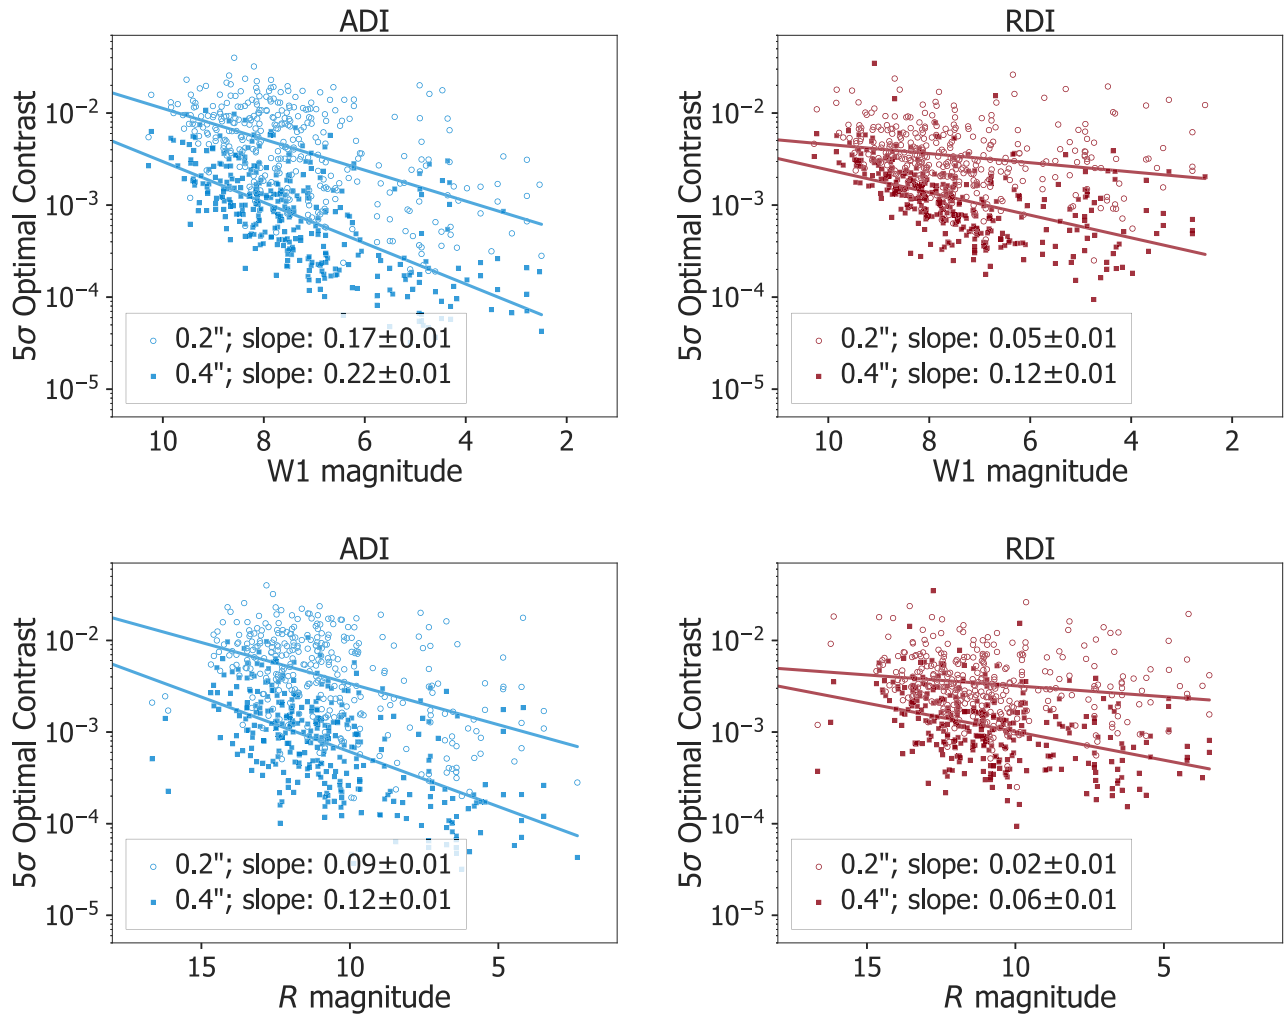 ADI
5σ Optimal Contrast
10⁻²
10⁻³
10⁻⁴
10⁻⁵
0.2"; slope: 0.17±0.01
0.4"; slope: 0.22±0.01
10 8 6 4 2
W1 magnitude
RDI
5σ Optimal Contrast
10⁻²
10⁻³
10⁻⁴
10⁻⁵
0.2"; slope: 0.05±0.01
0.4"; slope: 0.12±0.01
10 8 6 4 2
W1 magnitude
ADI
5σ Optimal Contrast
10⁻²
10⁻³
10⁻⁴
10⁻⁵
0.2"; slope: 0.09±0.01
0.4"; slope: 0.12±0.01
15 10 5
R magnitude
RDI
5σ Optimal Contrast
10⁻²
10⁻³
10⁻⁴
10⁻⁵
0.2"; slope: 0.02±0.01
0.4"; slope: 0.06±0.01
15 10 5
R magnitude